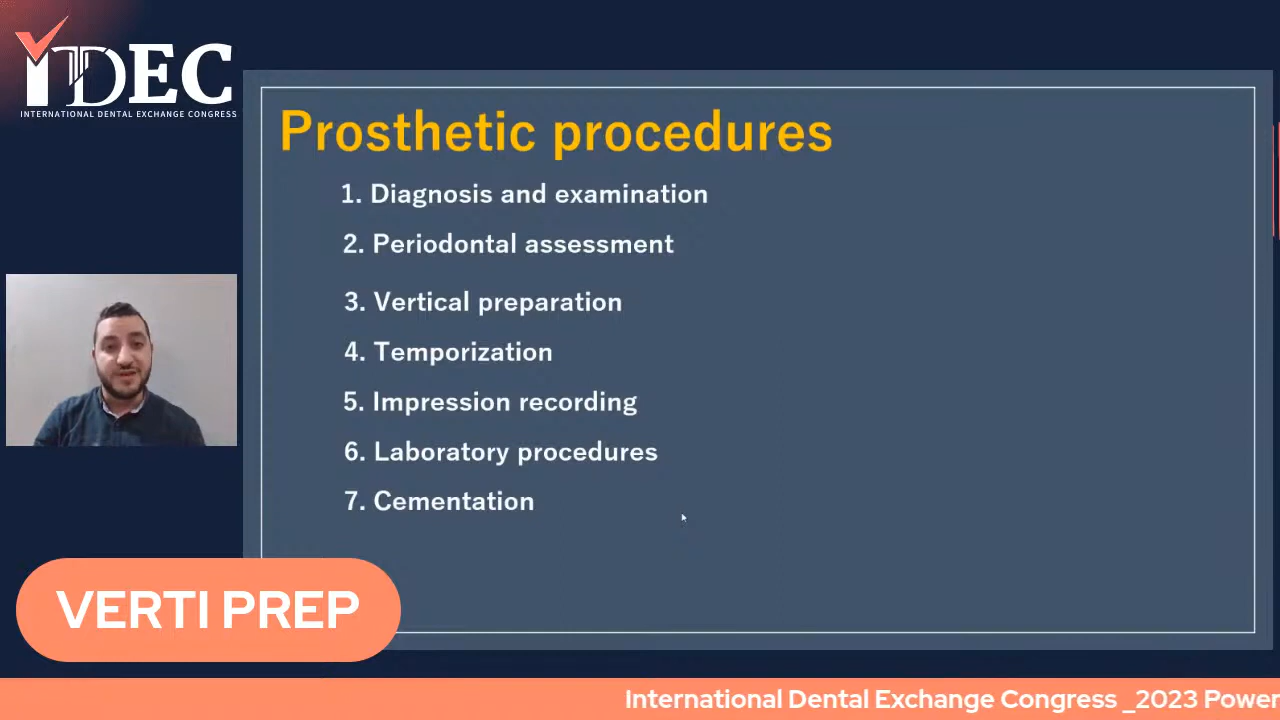 iDEC
INTERNATIONAL DENTAL EXCHANGE CONGRESS
Prosthetic procedures
1. Diagnosis and examination
2. Periodontal assessment
3. Vertical preparation
4. Temporization
5. Impression recording
6. Laboratory procedures
7. Cementation
VERTI PREP
International Dental Exchange Congress _2023 Power